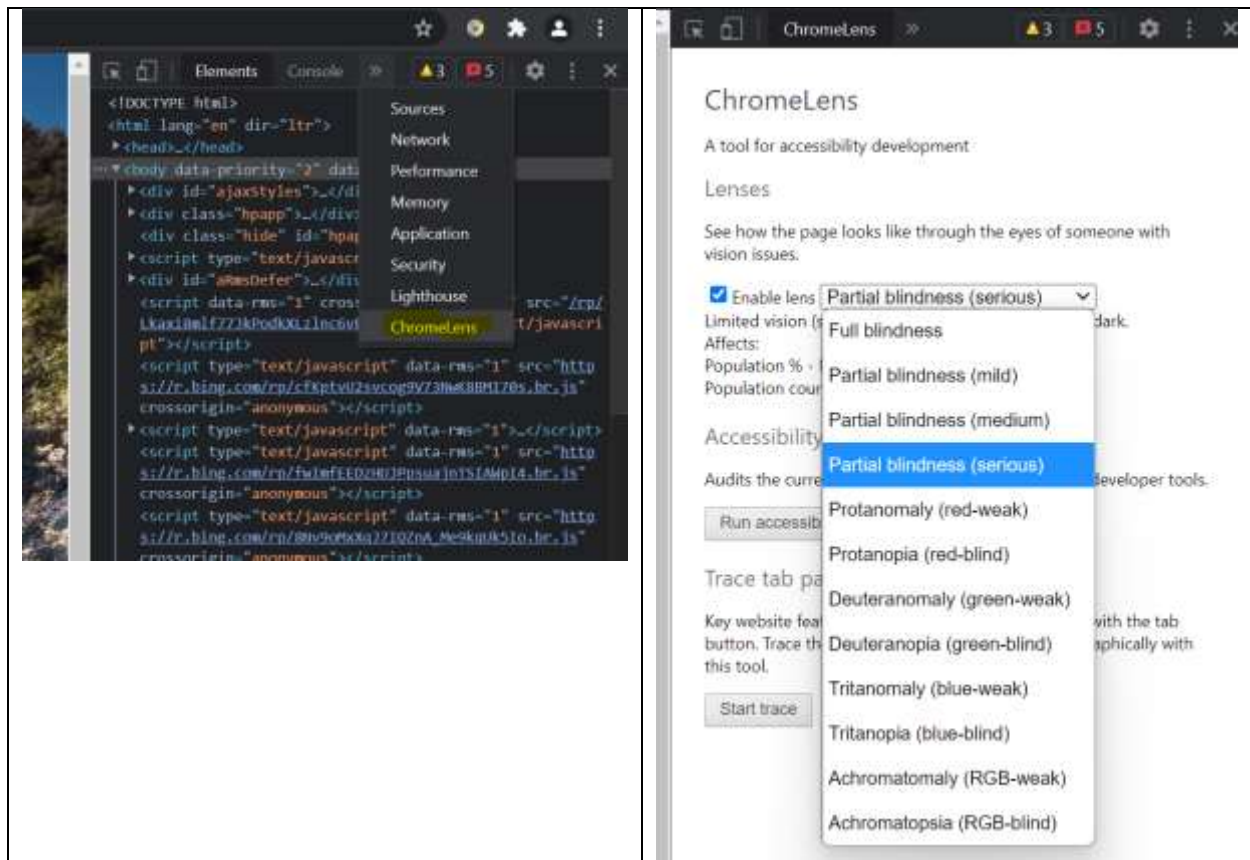 Elements Console » 3 5
<!DOCTYPE html>
<html lang="en" dir="ltr">
<head>…</head>
<body data-priority="2" dat
<div id="ajaxStyles">…</di
<div class="hpapp">…</div>
<div class="hide" id="hpap
<script type="text/javascr
<div id="aRmsDefer">…</di
<script data-rms="1" cross src="/rp/
t/javascri
pt"></script>
<script type="text/javascript" data-rms="1" src="http
crossorigin="anonymous"></script>
<script type="text/javascript" data-rms="1">…</script>
<script type="text/javascript" data-rms="1" src="http
crossorigin="anonymous"></script>
<script type="text/javascript" data-rms="1" src="http
crossorigin="anonymous"></script>
Sources
Network
Performance
Memory
Application
Security
Lighthouse
ChromeLens
ChromeLens » 3 5
ChromeLens
A tool for accessibility development
Lenses
See how the page looks like through the eyes of someone with
vision issues.
Enable lens Partial blindness (serious)
Limited vision (s dark.
Affects:
Population % -
Population coun
Accessibility
Audits the curre developer tools.
Run accessib
Trace tab pa
Key website feat with the tab
button. Trace th aphically with
this tool.
Start trace
Full blindness
Partial blindness (mild)
Partial blindness (medium)
Partial blindness (serious)
Protanomaly (red-weak)
Protanopia (red-blind)
Deuteranomaly (green-weak)
Deuteranopia (green-blind)
Tritanomaly (blue-weak)
Tritanopia (blue-blind)
Achromatomaly (RGB-weak)
Achromatopsia (RGB-blind)